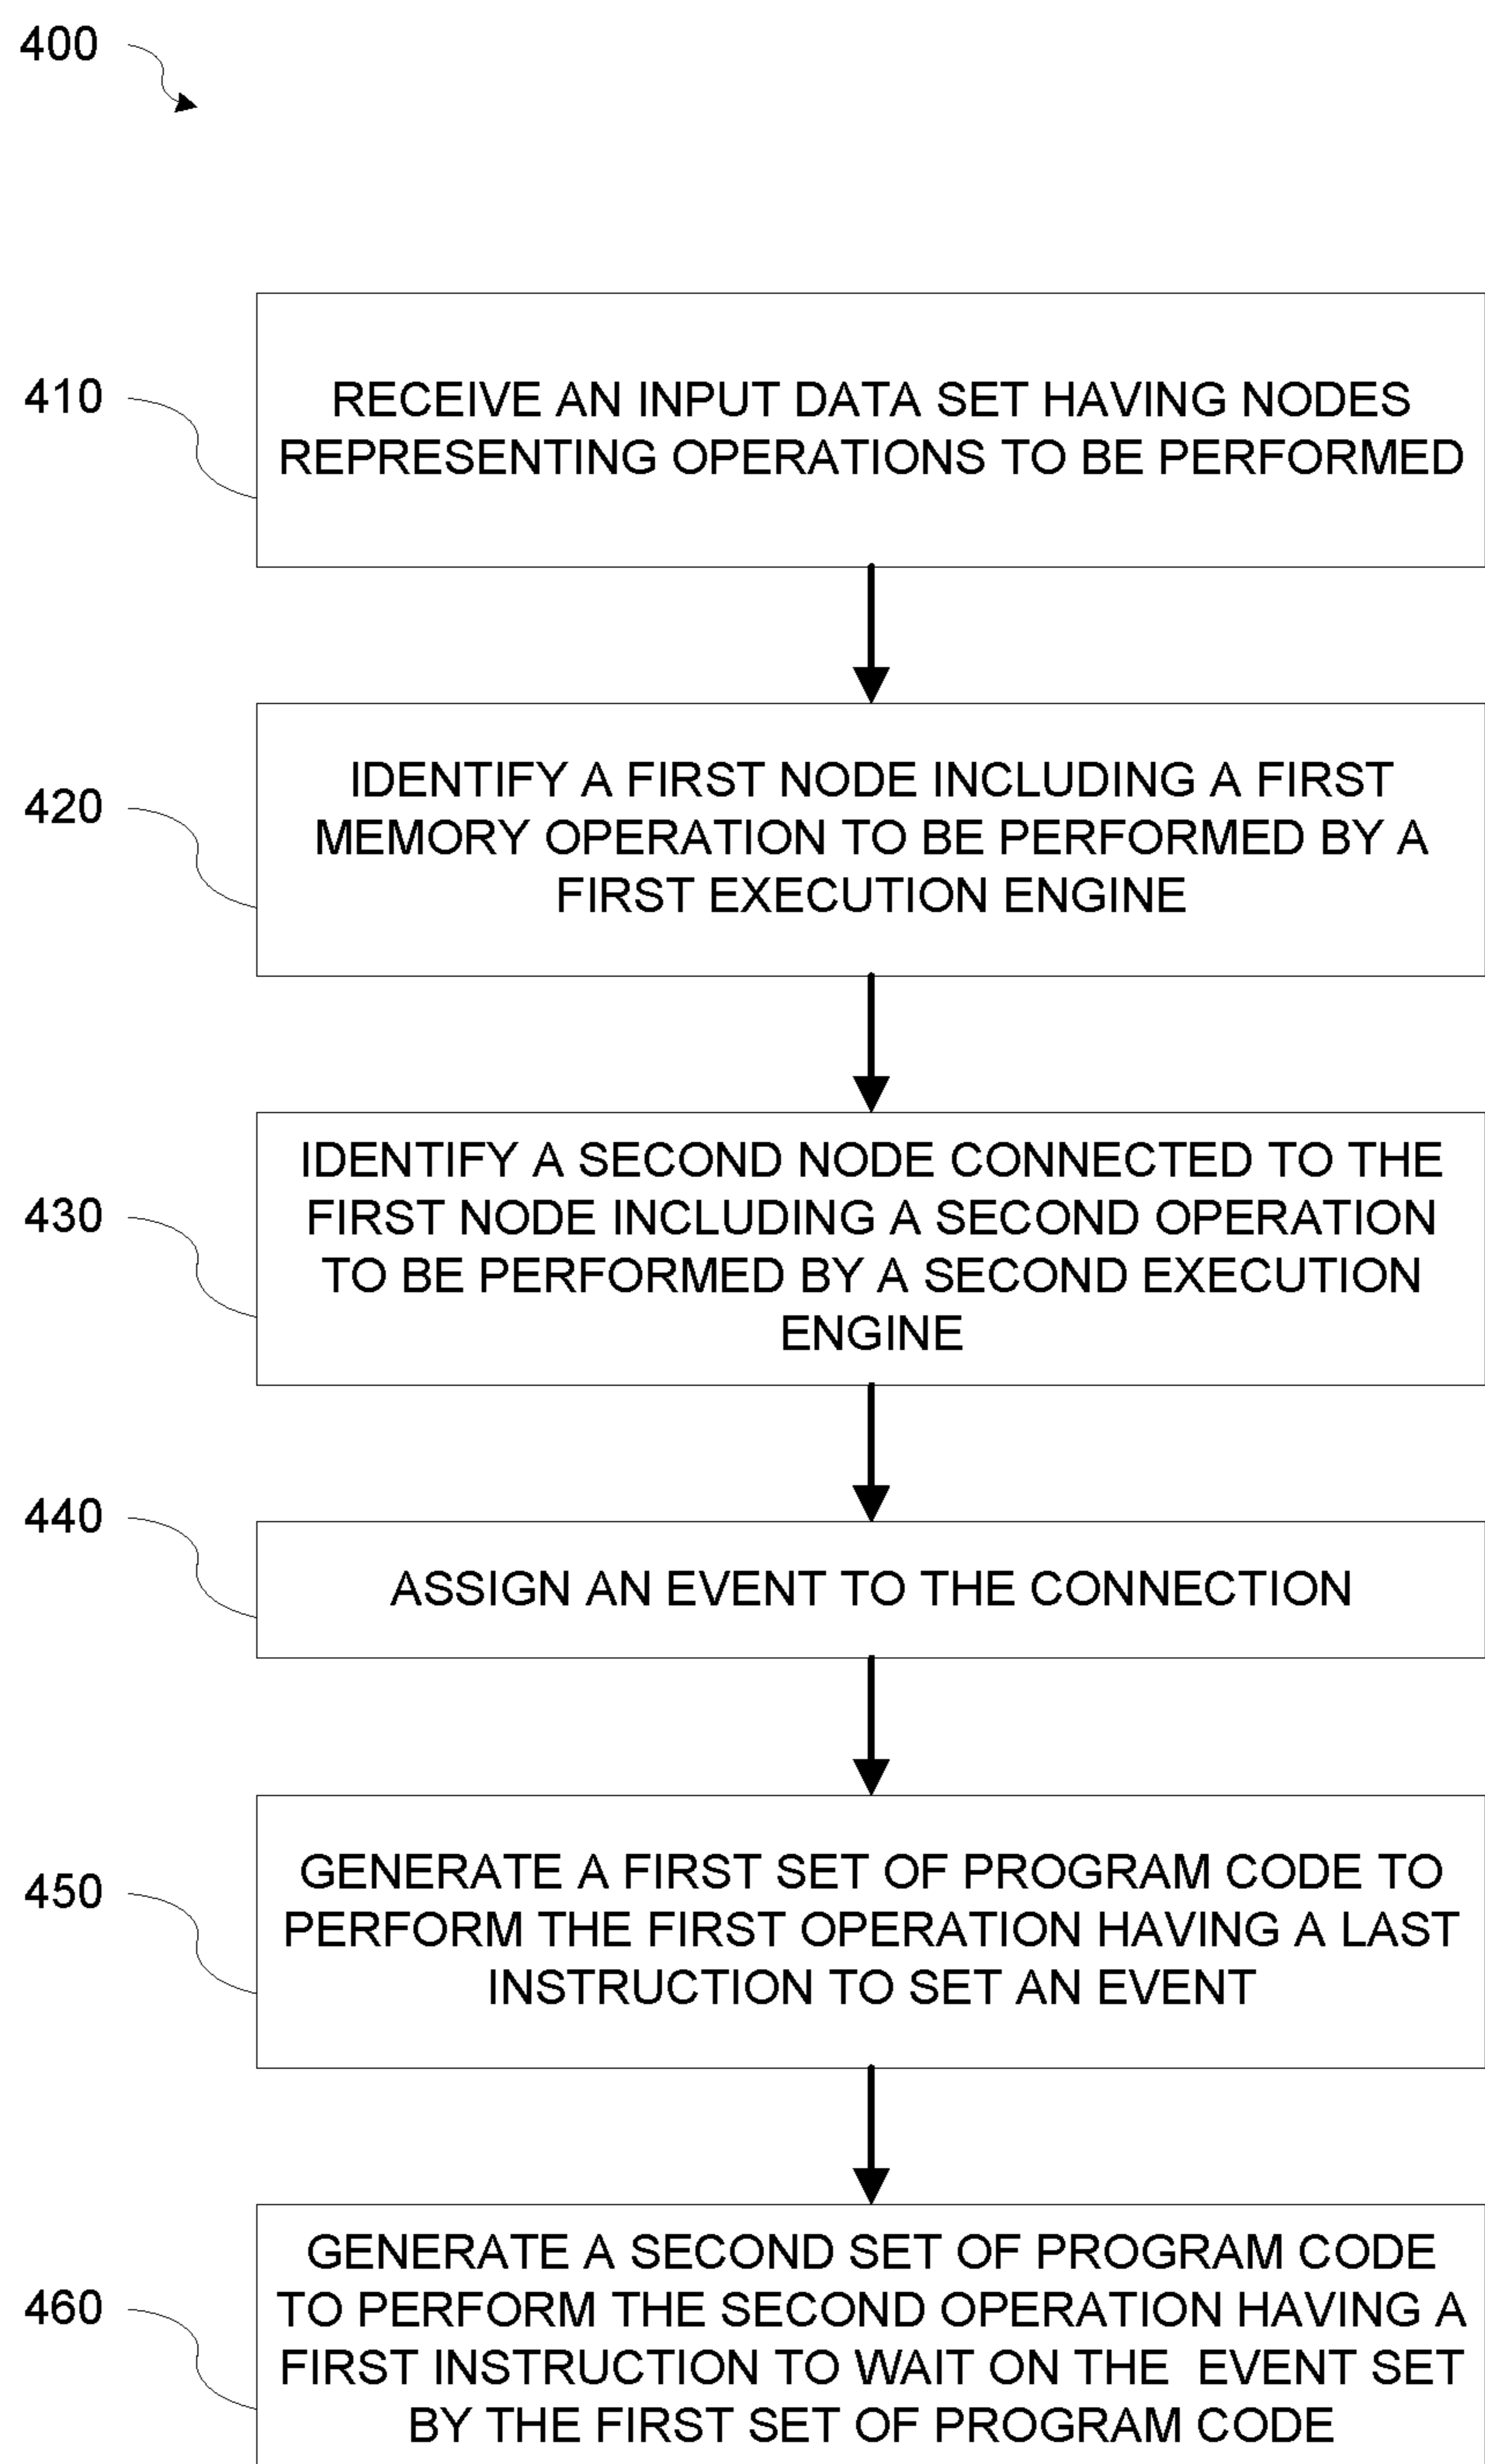 400
410
RECEIVE AN INPUT DATA SET HAVING NODES
REPRESENTING OPERATIONS TO BE PERFORMED
420
IDENTIFY A FIRST NODE INCLUDING A FIRST
MEMORY OPERATION TO BE PERFORMED BY A
FIRST EXECUTION ENGINE
430
IDENTIFY A SECOND NODE CONNECTED TO THE
FIRST NODE INCLUDING A SECOND OPERATION
TO BE PERFORMED BY A SECOND EXECUTION
ENGINE
440
ASSIGN AN EVENT TO THE CONNECTION
450
GENERATE A FIRST SET OF PROGRAM CODE TO
PERFORM THE FIRST OPERATION HAVING A LAST
INSTRUCTION TO SET AN EVENT
460
GENERATE A SECOND SET OF PROGRAM CODE
TO PERFORM THE SECOND OPERATION HAVING A
FIRST INSTRUCTION TO WAIT ON THE EVENT SET
BY THE FIRST SET OF PROGRAM CODE